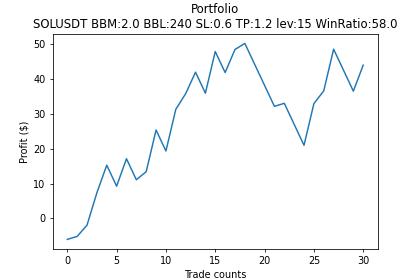 Portfolio
SOLUSDT BBM:2.0 BBL:240 SL:0.6 TP:1.2 lev:15 WinRatio:58.0
50
40
30
20
10
0
Profit ($)
0 5 10 15 20 25 30
Trade counts